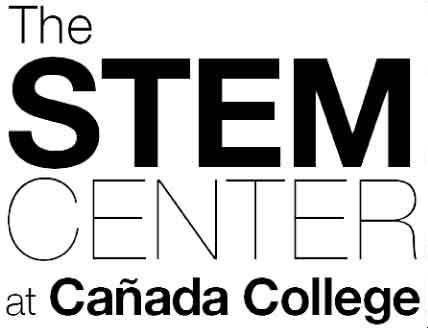 The
STEM
CENTER
at Cañada College